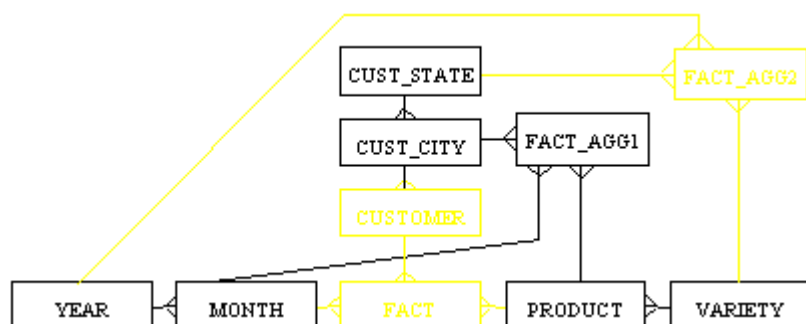 CUST_STATE
FACT_AGG2
CUST_CITY
FACT_AGG1
CUSTOMER
YEAR
MONTH
FACT
PRODUCT
VARIETY